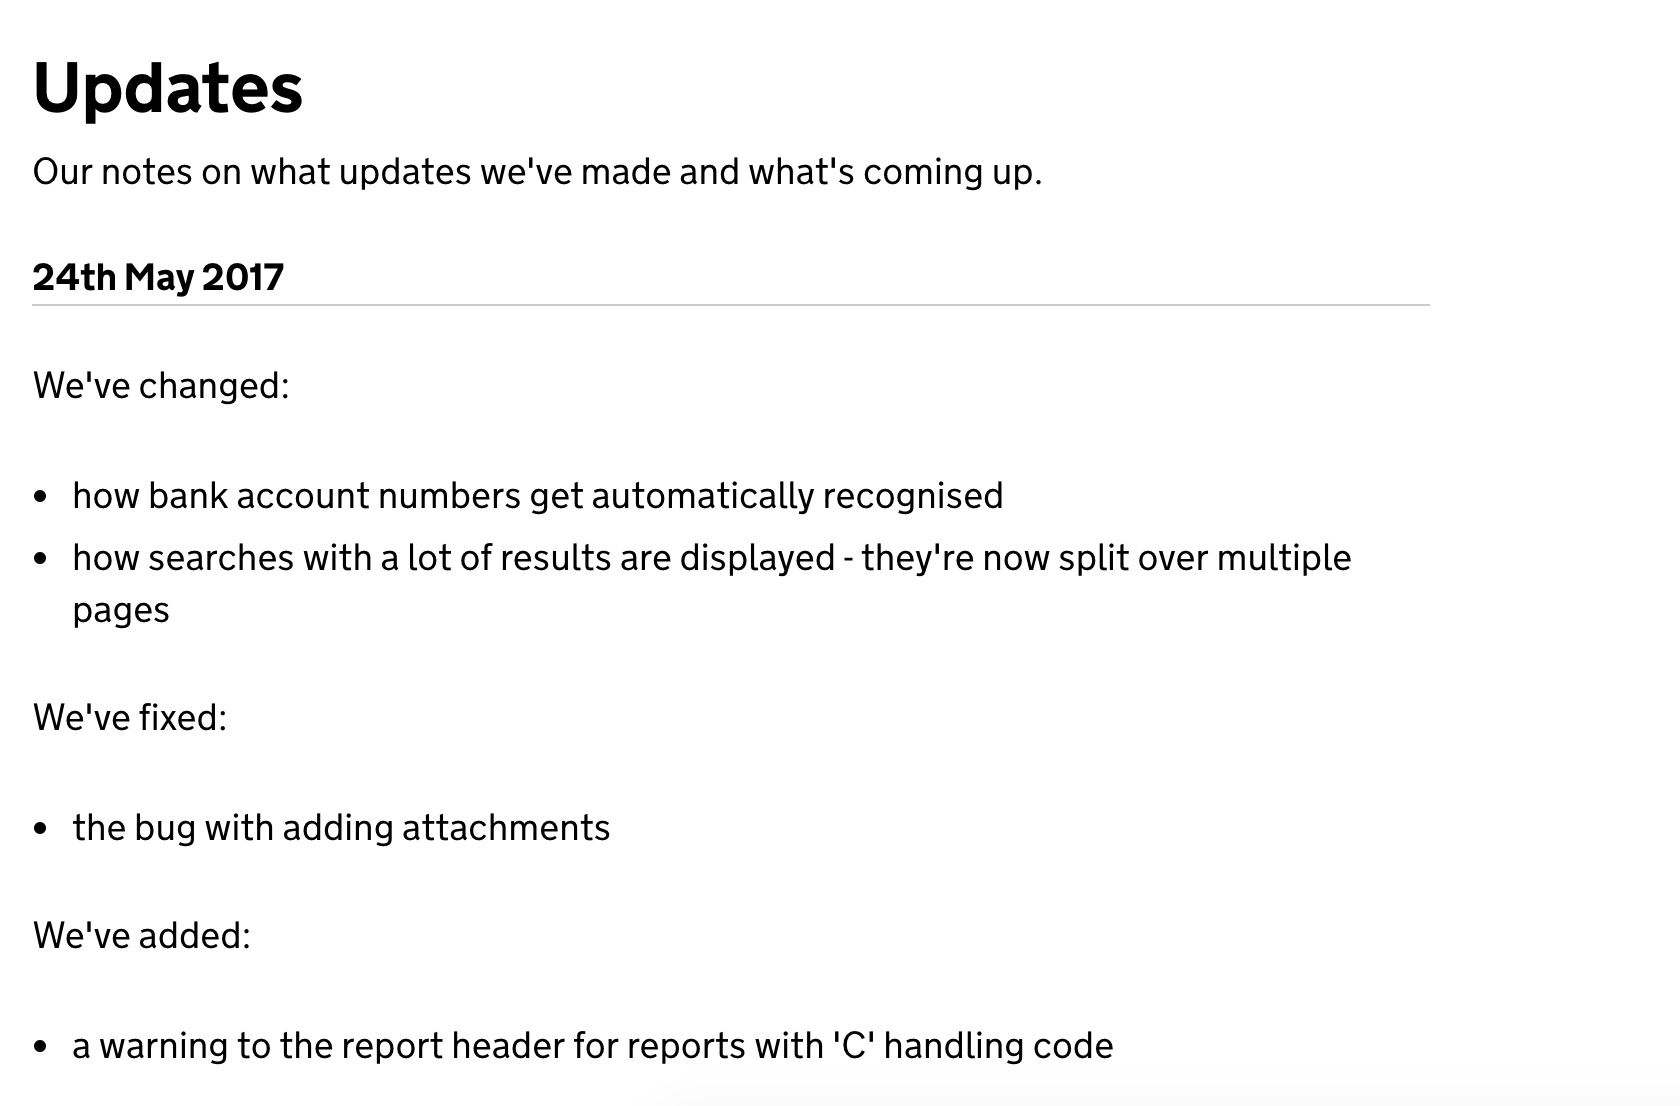 Updates
Our notes on what updates we've made and what's coming up.
24th May 2017
We've changed:
• how bank account numbers get automatically recognised
• how searches with a lot of results are displayed - they're now split over multiple
pages
We've fixed:
• the bug with adding attachments
We've added:
• a warning to the report header for reports with 'C' handling code